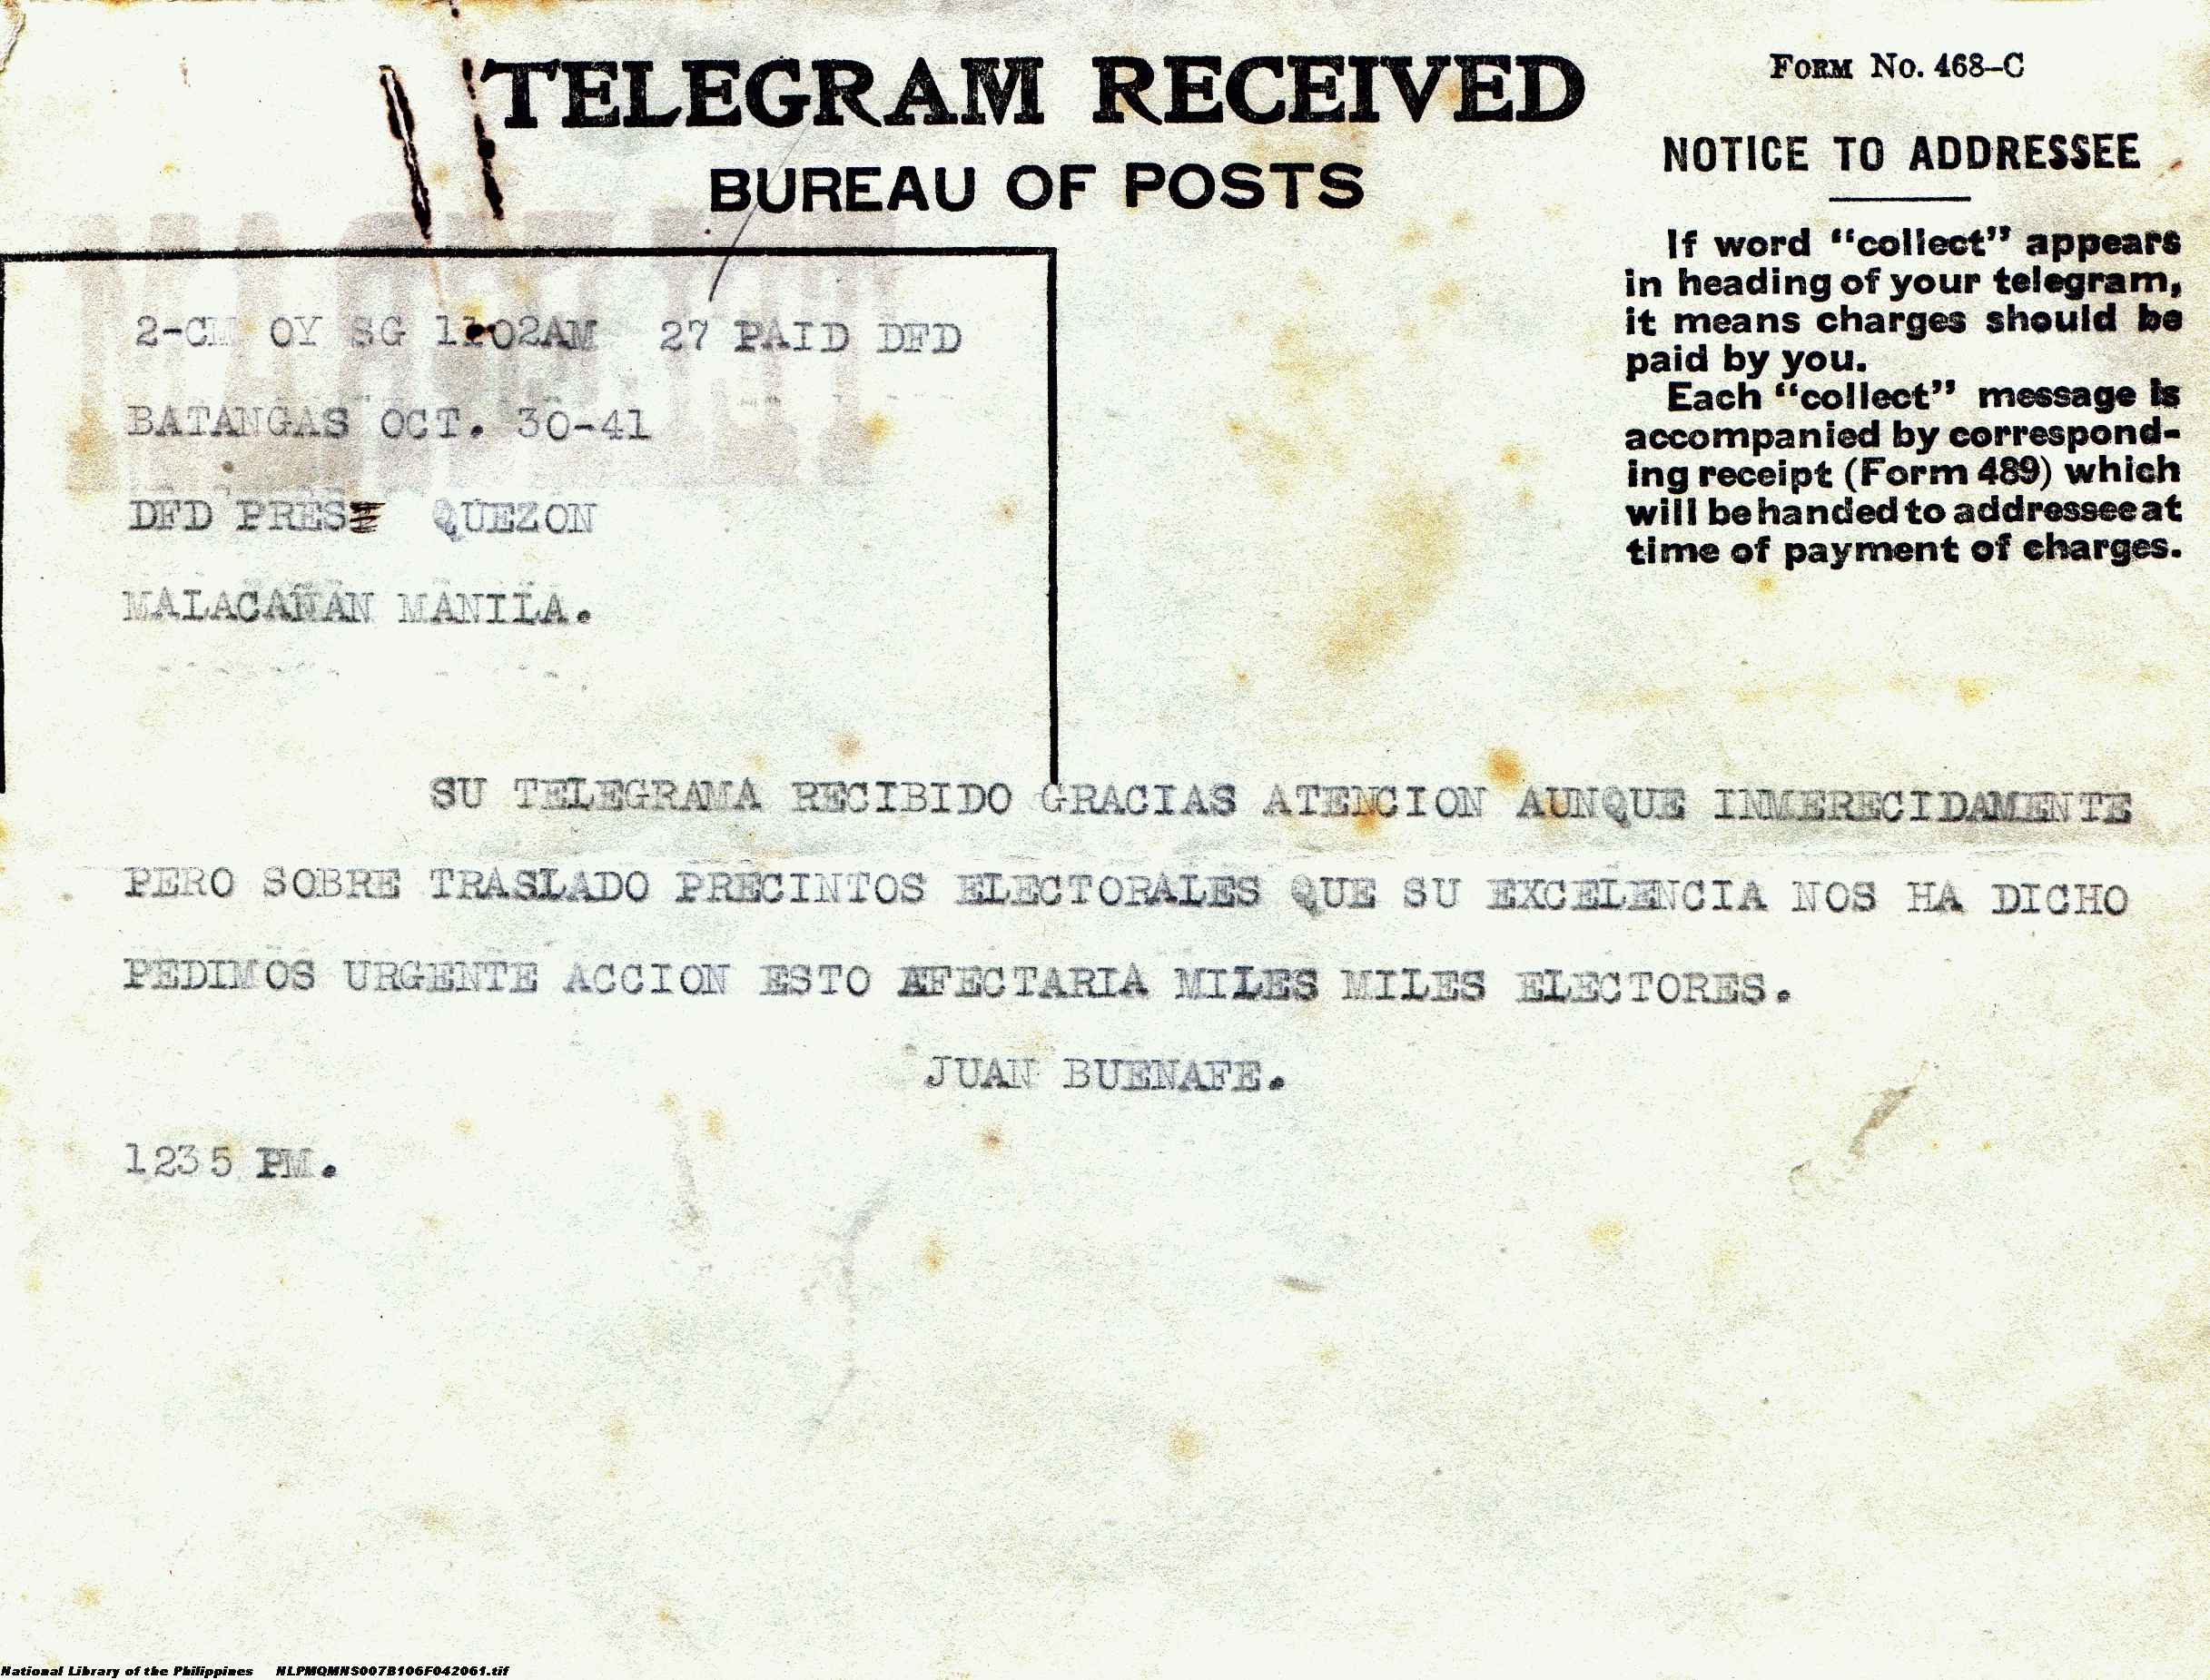 TELEGRAM RECEIVED
BUREAU OF POSTS
FORM NO. 468-C
NOTICE TO ADDRESSEE
If word "collect" appears
in heading of your telegram,
it means charges should be
paid by you.
Each "collect" message is
accompanied by correspond-
ing receipt (Form 489) which
will be handed to addressee at
time of payment of charges.
2-CM OY SG 1102AM 27 PAID DFD
BATANGAS OCT. 30-41
DFD PRES QUEZON
MALACAÑAN MANILA.
SU TELEGRAMA RECIBIDO GRACIAS ATENCION AUNQUE INMERECIDAMENTE
PERO SOBRE TRASLADO PRECINTOS ELECTORALES QUE SU EXCELENCIA NOS HA DICHO
PEDIMOS URGENTE ACCION ESTO AFECTARIA MILES MILES ELECTORES.
JUAN BUENAFE.
1235 PM.
National Library of the Philippines NLPMQMNS007B106F042061.tif